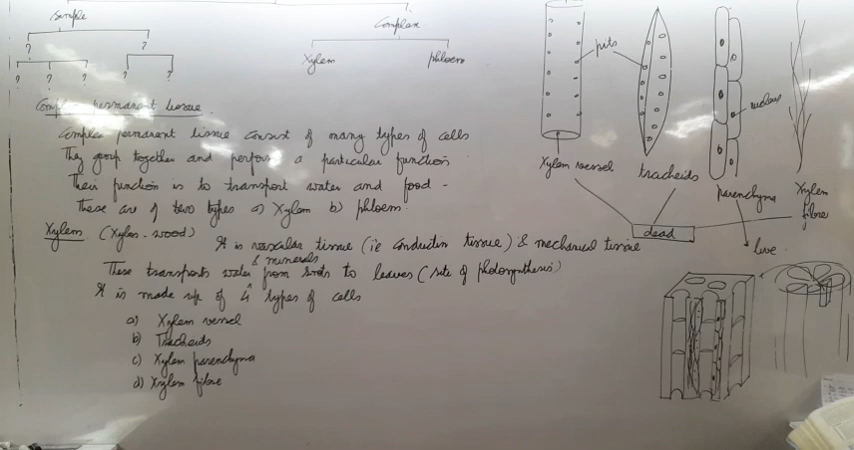 Simple
Complex
?
?
Xylem
phloem
?
?
?
?
?
permanent tissue
Complex permanent tissue consist of many types of cells
They group together and perform a particular function
Their function is to transport water and food -
These are of two types a) Xylem b) phloem.
Xylem (Xylos - wood) It is vascular tissue (ie conductin tissue) & mechanical tissue
& minerals
These transports water from roots to leaves (site of photosynthesis)
It is made up of 4 types of cells
a) Xylem vessel
b) Tracheids
c) Xylem parenchyma
d) Xylem fibre
pits
nucleus
Xylem vessel
tracheids
parenchyma
Xylem
fibre
dead
live